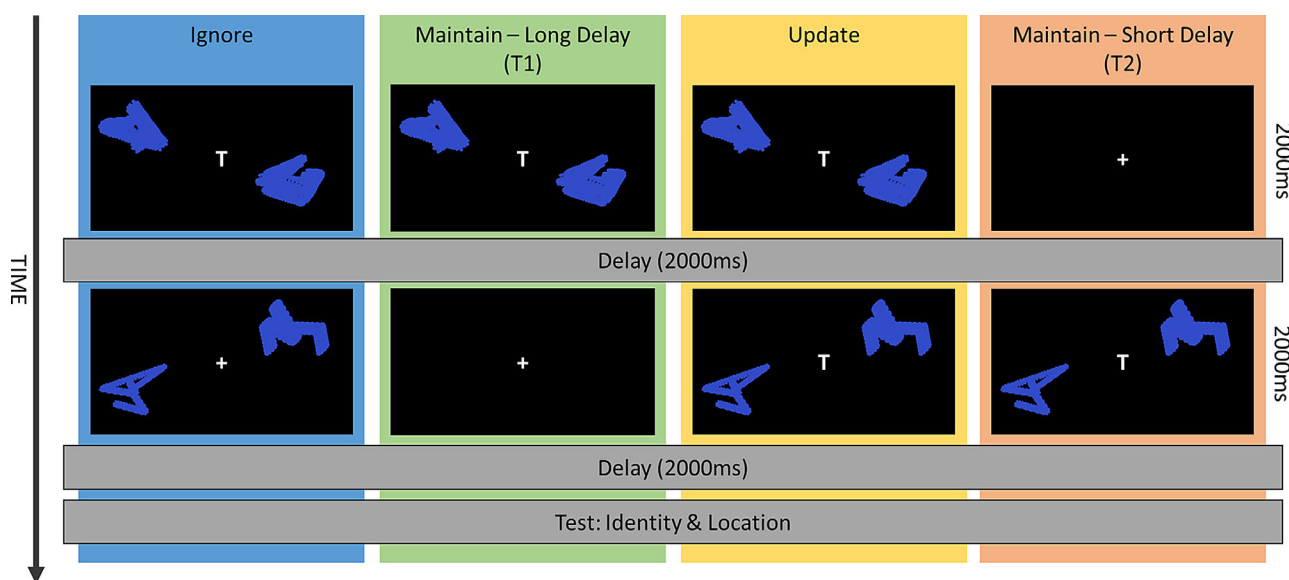 Ignore
Maintain – Long Delay
(T1)
Update
Maintain – Short Delay
(T2)
T
T
T
+
2000ms
Delay (2000ms)
TIME
+
+
T
T
2000ms
Delay (2000ms)
Test: Identity & Location